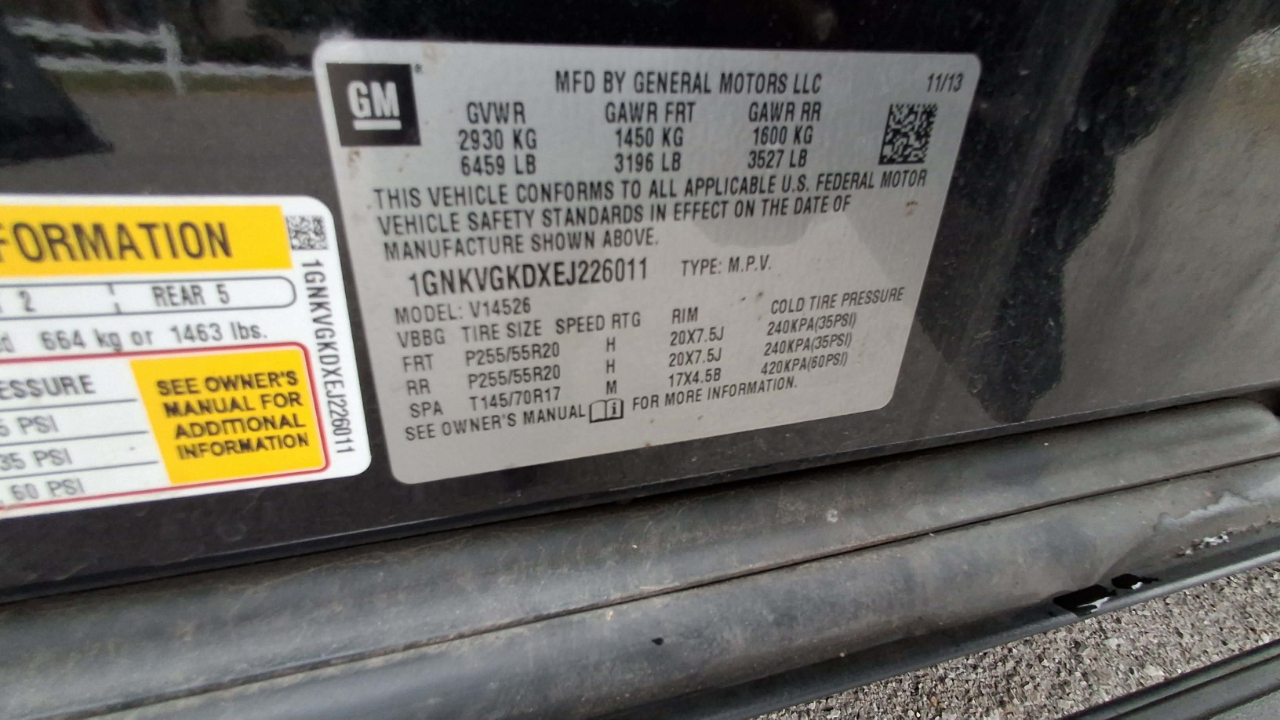 GM
MFD BY GENERAL MOTORS LLC 11/13
GVWR GAWR FRT GAWR RR
2930 KG 1450 KG 1600 KG
6459 LB 3196 LB 3527 LB
THIS VEHICLE CONFORMS TO ALL APPLICABLE U.S. FEDERAL MOTOR
VEHICLE SAFETY STANDARDS IN EFFECT ON THE DATE OF
MANUFACTURE SHOWN ABOVE.
1GNKVGKDXEJ226011 TYPE: M.P.V.
MODEL: V14526
VBBG TIRE SIZE SPEED RTG RIM COLD TIRE PRESSURE
FRT P255/55R20 H 20X7.5J 240KPA(35PSI)
RR P255/55R20 H 20X7.5J 240KPA(35PSI)
SPA T145/70R17 M 17X4.5B 420KPA(60PSI)
SEE OWNER'S MANUAL FOR MORE INFORMATION.
FORMATION
2 REAR 5
664 kg or 1463 lbs.
ESSURE
5 PSI
35 PSI
60 PSI
SEE OWNER'S
MANUAL FOR
ADDITIONAL
INFORMATION
1GNKVGKDXEJ226011